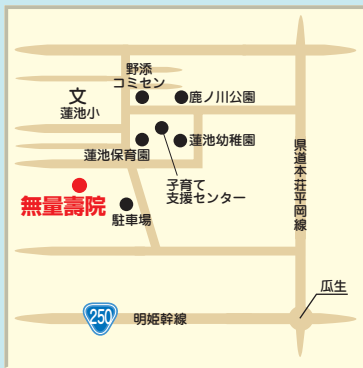 野添
コミセン
鹿ノ川公園
文
蓮池小
蓮池保育園
蓮池幼稚園
子育て
支援センター
県道本荘平岡線
無量壽院
駐車場
瓜生
250
明姫幹線